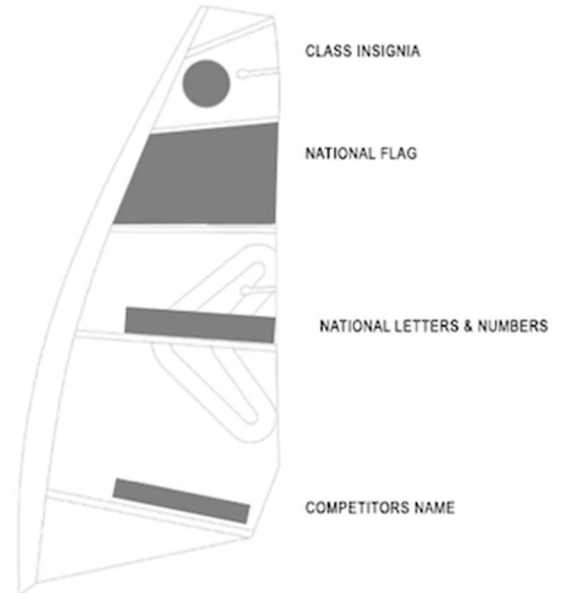 CLASS INSIGNIA
NATIONAL FLAG
NATIONAL LETTERS & NUMBERS
COMPETITORS NAME